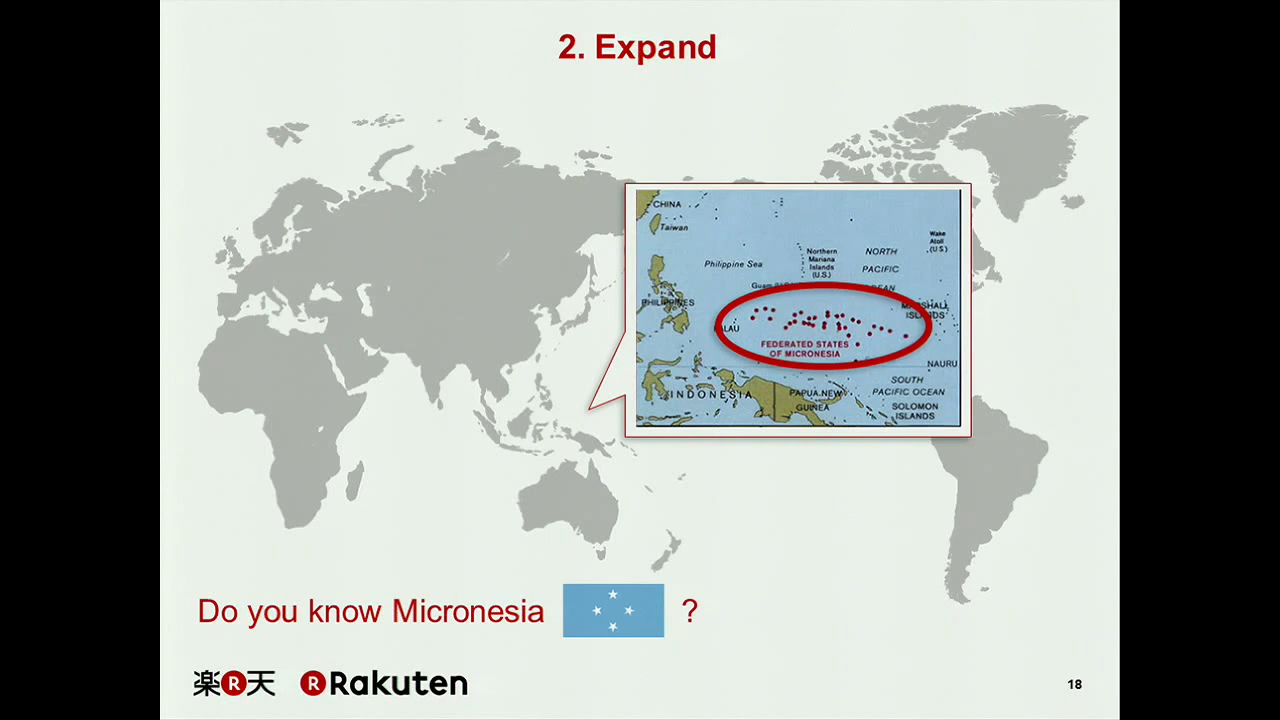 2. Expand
CHINA
Taiwan
Philippine Sea
Northern
Mariana
Islands
(U.S.)
NORTH
PACIFIC
Wake
Atoll
(U.S.)
Guam
PHILIPPINES
MARSHALL
ISLANDS
FEDERATED STATES
OF MICRONESIA
NAURU
INDONESIA
PAPUA NEW
GUINEA
SOUTH
PACIFIC OCEAN
SOLOMON
ISLANDS
Do you know Micronesia ?
楽R天 R Rakuten
18